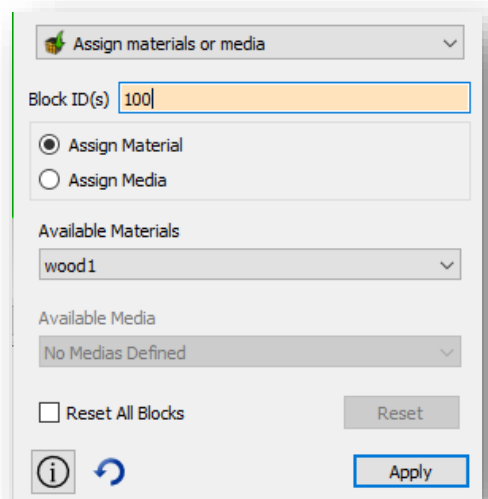 Assign materials or media
Block ID(s) 100
Assign Material
Assign Media
Available Materials
wood1
Available Media
No Medias Defined
Reset All Blocks Reset
i Apply